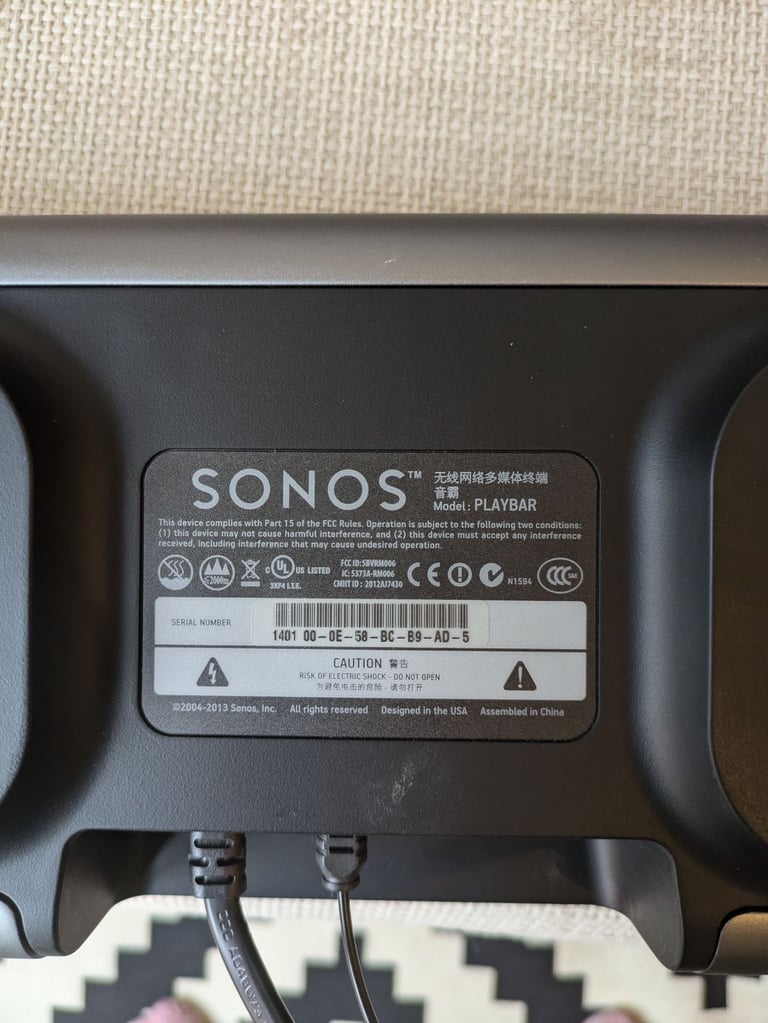 SONOS™
无线网络多媒体终端
音霸
Model: PLAYBAR
This device complies with Part 15 of the FCC Rules. Operation is subject to the following two conditions:
(1) this device may not cause harmful interference, and (2) this device must accept any interference
received, including interference that may cause undesired operation.
≤2000m
c UL US LISTED
3XF4 I.T.E.
FCC ID: SBVRM006
IC: 5373A-RM006
CMIIT ID: 2012AJ7430
CE
N1594
CCC S&E
SERIAL NUMBER
1401 00-0E-58-BC-B9-AD-5
CAUTION 警告
RISK OF ELECTRIC SHOCK - DO NOT OPEN
为避免电击的危险 - 请勿打开
©2004-2013 Sonos, Inc. All rights reserved Designed in the USA Assembled in China